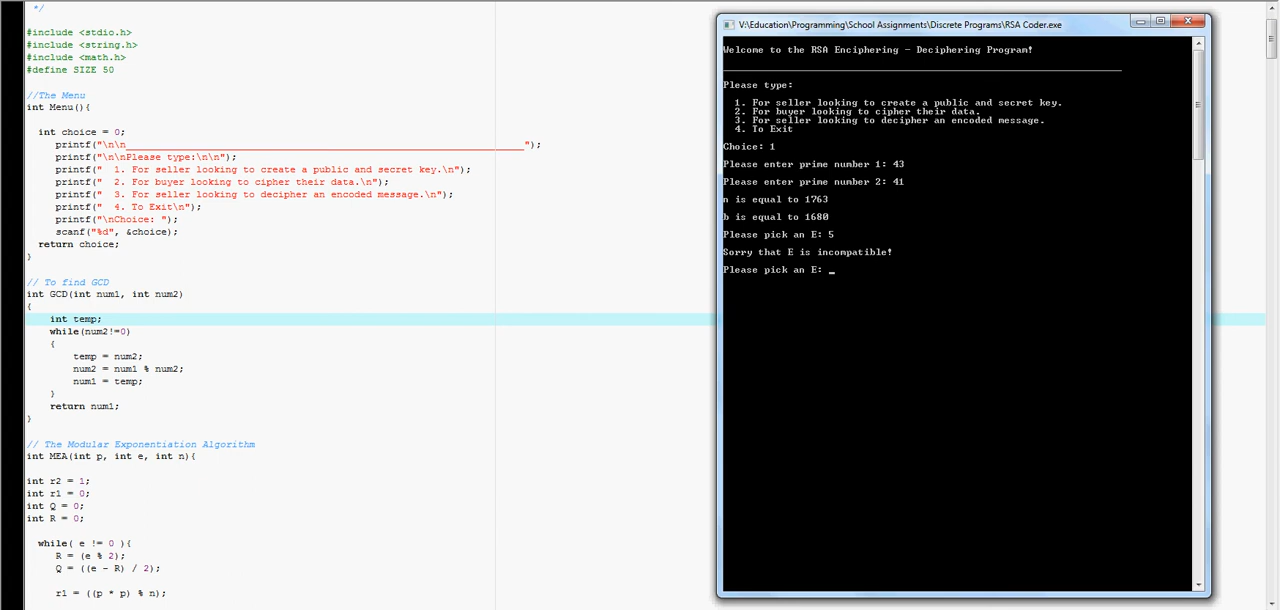 */
#include <stdio.h>
#include <string.h>
#include <math.h>
#define SIZE 50
//The Menu
int Menu(){
int choice = 0;
printf("\n\n____________________________________________________________________");
printf("\n\nPlease type:\n\n");
printf("  1. For seller looking to create a public and secret key.\n");
printf("  2. For buyer looking to cipher their data.\n");
printf("  3. For seller looking to decipher an encoded message.\n");
printf("  4. To Exit\n");
printf("\nChoice: ");
scanf("%d", &choice);
return choice;
}
// To find GCD
int GCD(int num1, int num2)
{
int temp;
while(num2!=0)
{
temp = num2;
num2 = num1 % num2;
num1 = temp;
}
return num1;
}
// The Modular Exponentiation Algorithm
int MEA(int p, int e, int n){
int r2 = 1;
int r1 = 0;
int Q = 0;
int R = 0;
while( e != 0 ){
R = (e % 2);
Q = ((e - R) / 2);
r1 = ((p * p) % n);
V:\Education\Programming\School Assignments\Discrete Programs\RSA Coder.exe
Welcome to the RSA Enciphering - Deciphering Program!
____________________________________________________________________
Please type:
1. For seller looking to create a public and secret key.
2. For buyer looking to cipher their data.
3. For seller looking to decipher an encoded message.
4. To Exit
Choice: 1
Please enter prime number 1: 43
Please enter prime number 2: 41
n is equal to 1763
b is equal to 1680
Please pick an E: 5
Sorry that E is incompatible!
Please pick an E: _